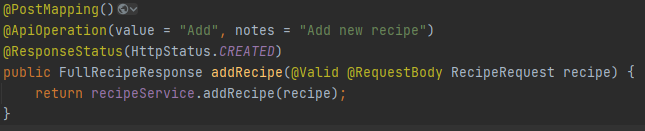 @PostMapping()
@ApiOperation(value = "Add", notes = "Add new recipe")
@ResponseStatus(HttpStatus.CREATED)
public FullRecipeResponse addRecipe(@Valid @RequestBody RecipeRequest recipe) {
    return recipeService.addRecipe(recipe);
}